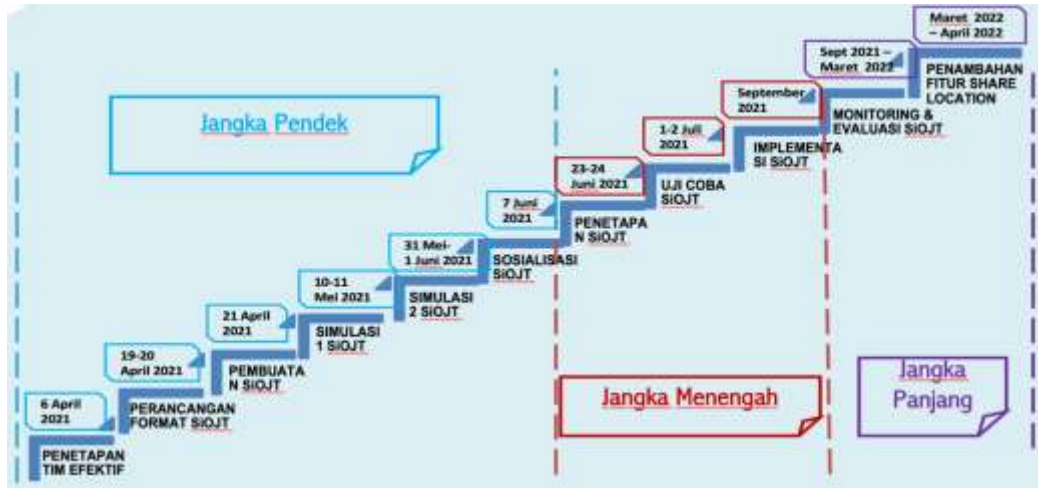 Maret 2022
– April 2022
Sept 2021 –
Maret 2022
PENAMBAHAN
FITUR SHARE
LOCATION
September
2021
MONITORING &
EVALUASI SiOJT
Jangka Pendek
1-2 Juli
2021
IMPLEMENTA
SI SiOJT
23-24
Juni 2021
UJI COBA
SiOJT
7 Juni
2021
PENETAPA
N SiOJT
31 Mei-
1 Juni 2021
SOSIALISASI
SiOJT
10-11
Mei 2021
SIMULASI
2 SiOJT
21 April
2021
SIMULASI
1 SiOJT
19-20
April 2021
PEMBUATA
N SiOJT
Jangka Menengah
Jangka
Panjang
6 April
2021
PERANCANGAN
FORMAT SiOJT
PENETAPAN
TIM EFEKTIF